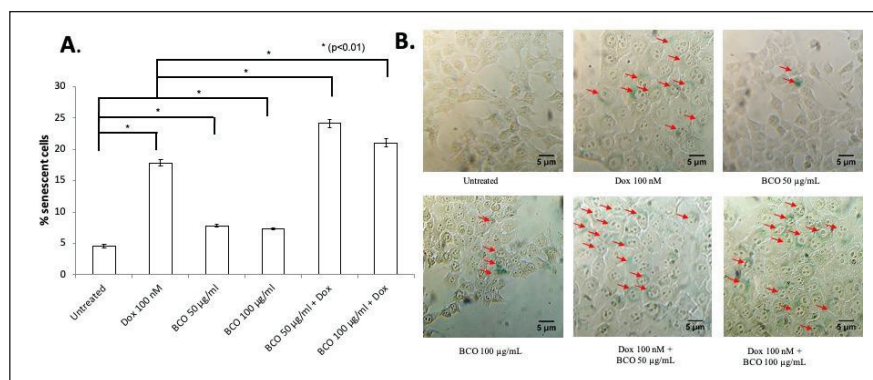 A.
* (p<0.01)
*
*
*
*
*
% senescent cells
30
25
20
15
10
5
0
Untreated
Dox 100 nM
BCO 50 µg/ml
BCO 100 µg/ml
BCO 50 µg/ml + Dox
BCO 100 µg/ml + Dox
B.
5 µm
5 µm
5 µm
Untreated
Dox 100 nM
BCO 50 µg/mL
5 µm
5 µm
5 µm
BCO 100 µg/mL
Dox 100 nM +
BCO 50 µg/mL
Dox 100 nM +
BCO 100 µg/mL